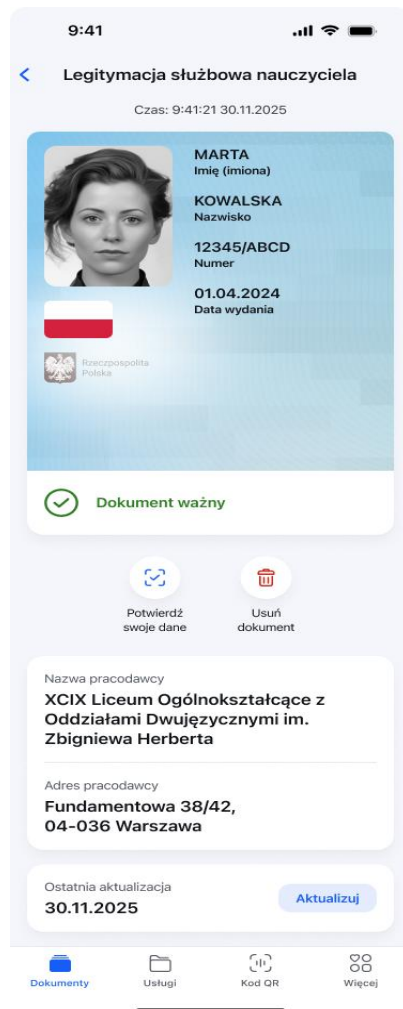 9:41
Legitymacja służbowa nauczyciela
Czas: 9:41:21 30.11.2025
MARTA
Imię (imiona)
KOWALSKA
Nazwisko
12345/ABCD
Numer
01.04.2024
Data wydania
Rzeczpospolita
Polska
Dokument ważny
Potwierdź
swoje dane
Usuń
dokument
Nazwa pracodawcy
XCIX Liceum Ogólnokształcące z
Oddziałami Dwujęzycznymi im.
Zbigniewa Herberta
Adres pracodawcy
Fundamentowa 38/42,
04-036 Warszawa
Ostatnia aktualizacja
30.11.2025
Aktualizuj
Dokumenty
Usługi
Kod QR
Więcej